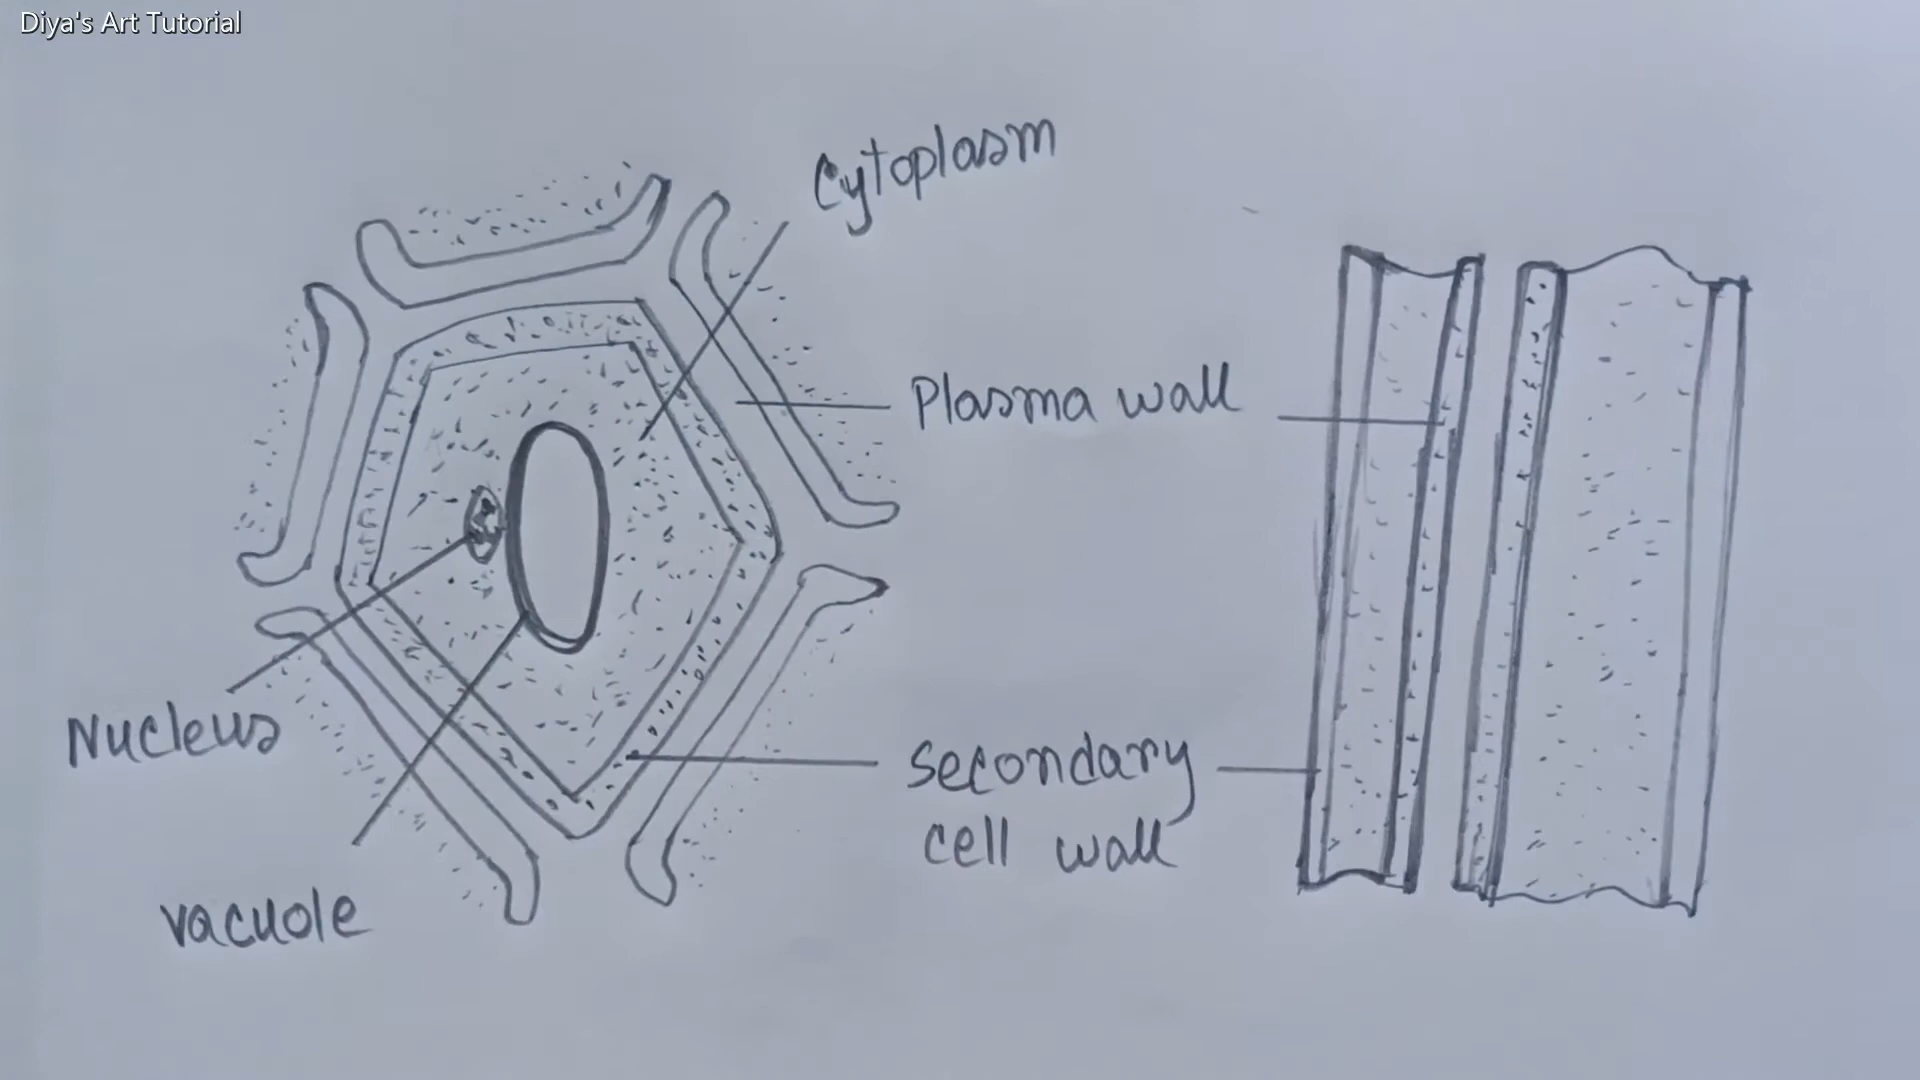 Diya's Art Tutorial
Cytoplasm
Plasma wall
Nucleus
Secondary
cell wall
vacuole